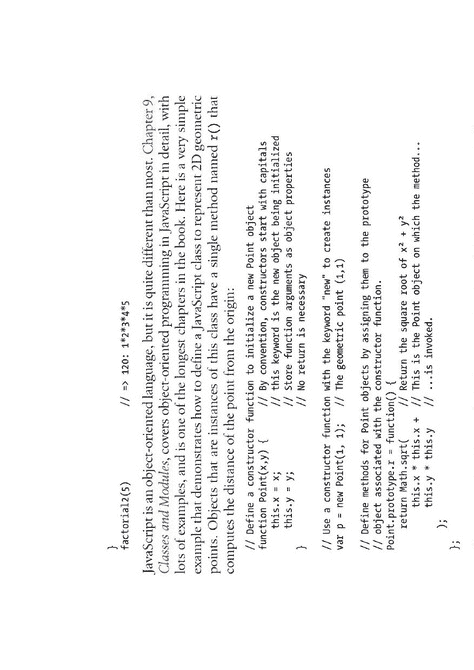 }
factorial2(5)                // => 120: 1*2*3*4*5
JavaScript is an object-oriented language, but it is quite different than most. Chapter 9,
Classes and Modules, covers object-oriented programming in JavaScript in detail, with
lots of examples, and is one of the longest chapters in the book. Here is a very simple
example that demonstrates how to define a JavaScript class to represent 2D geometric
points. Objects that are instances of this class have a single method named r() that
computes the distance of the point from the origin:
// Define a constructor function to initialize a new Point object
function Point(x,y) {        // By convention, constructors start with capitals
    this.x = x;              // this keyword is the new object being initialized
    this.y = y;              // Store function arguments as object properties
}                            // No return is necessary
// Use a constructor function with the keyword "new" to create instances
var p = new Point(1, 1);     // The geometric point (1,1)
// Define methods for Point objects by assigning them to the prototype
// object associated with the constructor function.
Point.prototype.r = function() {
    return Math.sqrt(        // Return the square root of x² + y²
        this.x * this.x +    // This is the Point object on which the method...
        this.y * this.y      // ...is invoked.
    );
};